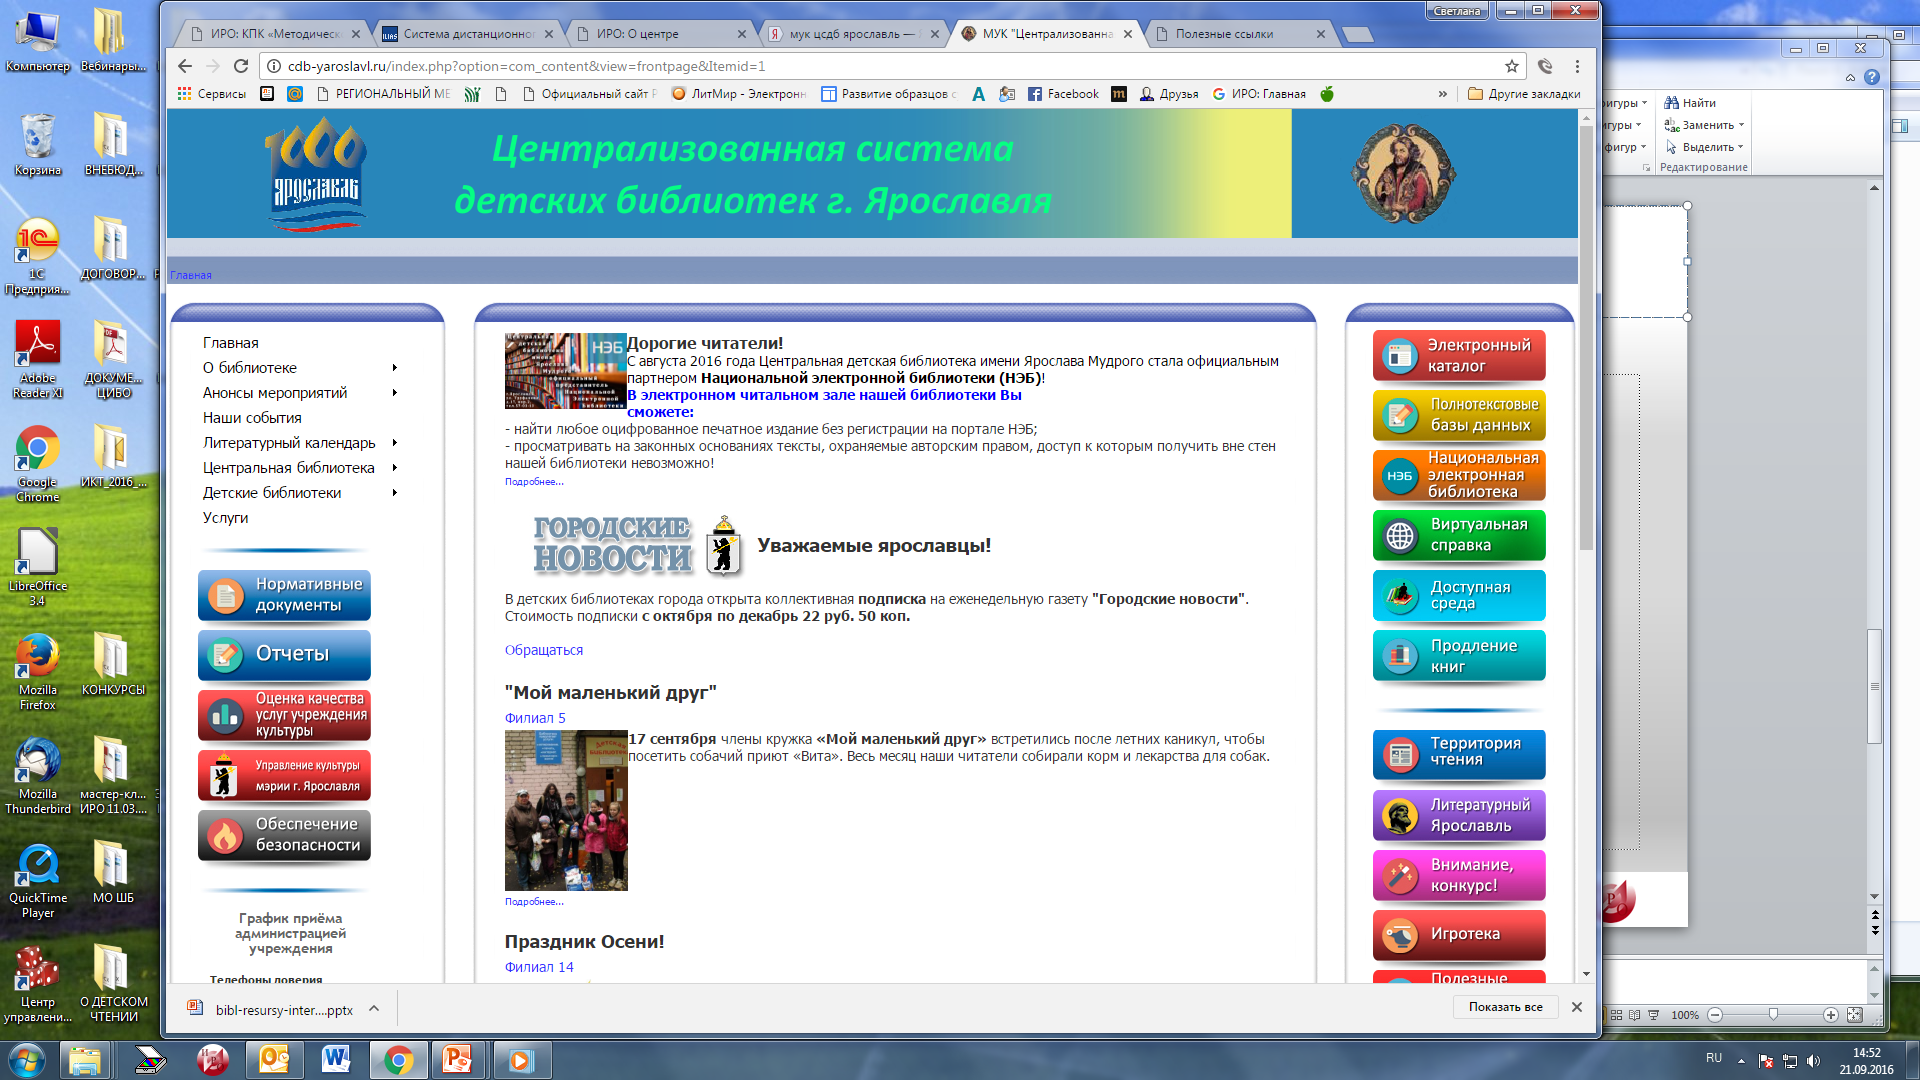 Компьютер
Вебинары...
Корзина
ВНЕБЮД...
1С Предприя...
ДОГОВОР...
Adobe Reader XI
ДОКУМЕ... ЦИБО
Google Chrome
ИКТ_2016_...
LibreOffice 3.4
Mozilla Firefox
КОНКУРСЫ
Mozilla Thunderbird
мастер-кл... ИРО 11.03....
QuickTime Player
МО ШБ
Центр управлени...
О ДЕТСКОМ ЧТЕНИИ
Светлана
ИРО: КПК «Методическ
Система дистанционног
ИРО: О центре
мук цсдб ярославль —
МУК "Централизованна
Полезные ссылки
cdb-yaroslavl.ru/index.php?option=com_content&view=frontpage&Itemid=1
Сервисы
РЕГИОНАЛЬНЫЙ МЕ
Официальный сайт Р
ЛитМир - Электронн
Развитие образцов с
Facebook
Друзья
ИРО: Главная
»
Другие закладки
1000
ЯРОСЛАВЛЬ
Централизованная система
детских библиотек г. Ярославля
Главная
Главная
О библиотеке
Анонсы мероприятий
Наши события
Литературный календарь
Центральная библиотека
Детские библиотеки
Услуги
Нормативные документы
Отчеты
Оценка качества услуг учреждения культуры
Управление культуры мэрии г. Ярославля
Обеспечение безопасности
График приёма
администрацией
учреждения
Телефоны доверия
НЭБ
Дорогие читатели!
С августа 2016 года Центральная детская библиотека имени Ярослава Мудрого стала официальным
партнером Национальной электронной библиотеки (НЭБ)!
В электронном читальном зале нашей библиотеки Вы
сможете:
- найти любое оцифрованное печатное издание без регистрации на портале НЭБ;
- просматривать на законных основаниях тексты, охраняемые авторским правом, доступ к которым получить вне стен
нашей библиотеки невозможно!
Подробнее...
ГОРОДСКИЕ
НОВОСТИ
Уважаемые ярославцы!
В детских библиотеках города открыта коллективная подписка на еженедельную газету "Городские новости".
Стоимость подписки с октября по декабрь 22 руб. 50 коп.
Обращаться
"Мой маленький друг"
Филиал 5
17 сентября члены кружка «Мой маленький друг» встретились после летних каникул, чтобы
посетить собачий приют «Вита». Весь месяц наши читатели собирали корм и лекарства для собак.
Подробнее...
Праздник Осени!
Филиал 14
Электронный каталог
Полнотекстовые базы данных
НЭБ
Национальная электронная библиотека
Виртуальная справка
Доступная среда
Продление книг
Территория чтения
Литературный Ярославль
Внимание, конкурс!
Игротека
Полезные
bibl-resursy-inter....pptx
Показать все
игуры
Найти
игуры
Заменить
фигур
Выделить
Редактирование
100%
RU
14:52
21.09.2016